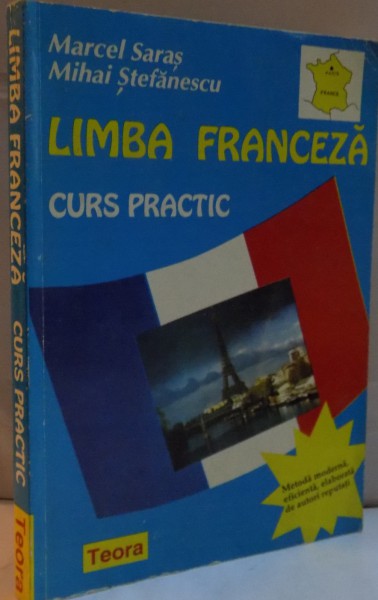 Marcel Saraș
Mihai Ștefănescu
LIMBA FRANCEZĂ
CURS PRACTIC
Metodă modernă,
eficientă, elaborată
de autori reputați
Teora
LIMBA FRANCEZĂ CURS PRACTIC Teora